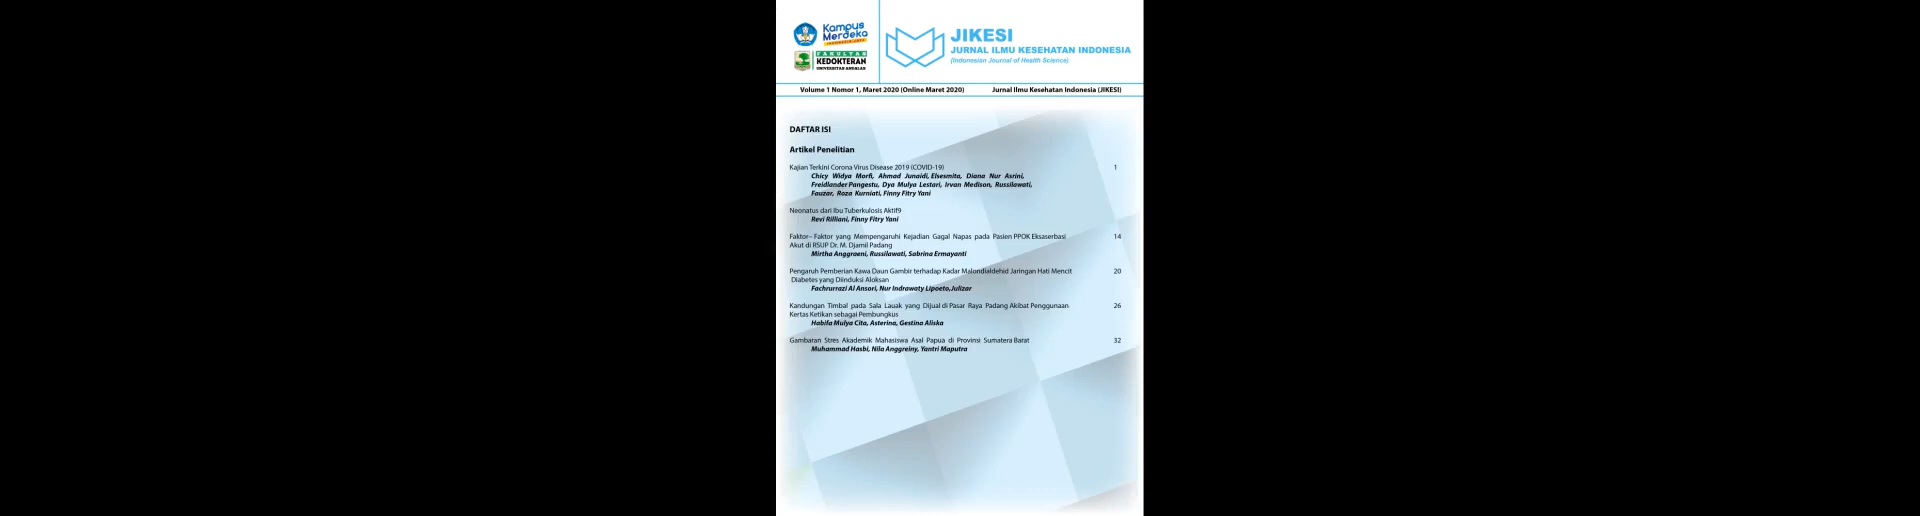 Kampus
Merdeka
INDONESIA JAYA
FAKULTAS
KEDOKTERAN
UNIVERSITAS ANDALAS
JIKESI
JURNAL ILMU KESEHATAN INDONESIA
(Indonesian Journal of Health Science)
Volume 1 Nomor 1, Maret 2020 (Online Maret 2020) Jurnal Ilmu Kesehatan Indonesia (JIKESI)
DAFTAR ISI
Artikel Penelitian
Kajian Terkini Corona Virus Disease 2019 (COVID-19) 1
Chicy Widya Morfi, Ahmad Junaidi, Elsesmita, Diana Nur Asrini,
Freidlander Pangestu, Dya Mulya Lestari, Irvan Medison, Russilawati,
Fauzar, Roza Kurniati, Finny Fitry Yani
Neonatus dari Ibu Tuberkulosis Aktif9
Revi Rilliani, Finny Fitry Yani
Faktor– Faktor yang Mempengaruhi Kejadian Gagal Napas pada Pasien PPOK Eksaserbasi 14
Akut di RSUP Dr. M. Djamil Padang
Mirtha Anggraeni, Russilawati, Sabrina Ermayanti
Pengaruh Pemberian Kawa Daun Gambir terhadap Kadar Malondialdehid Jaringan Hati Mencit 20
Diabetes yang Diinduksi Aloksan
Fachrurrazi Al Ansori, Nur Indrawaty Lipoeto,Julizar
Kandungan Timbal pada Sala Lauak yang Dijual di Pasar Raya Padang Akibat Penggunaan 26
Kertas Ketikan sebagai Pembungkus
Habifa Mulya Cita, Asterina, Gestina Aliska
Gambaran Stres Akademik Mahasiswa Asal Papua di Provinsi Sumatera Barat 32
Muhammad Hasbi, Nila Anggreiny, Yantri Maputra